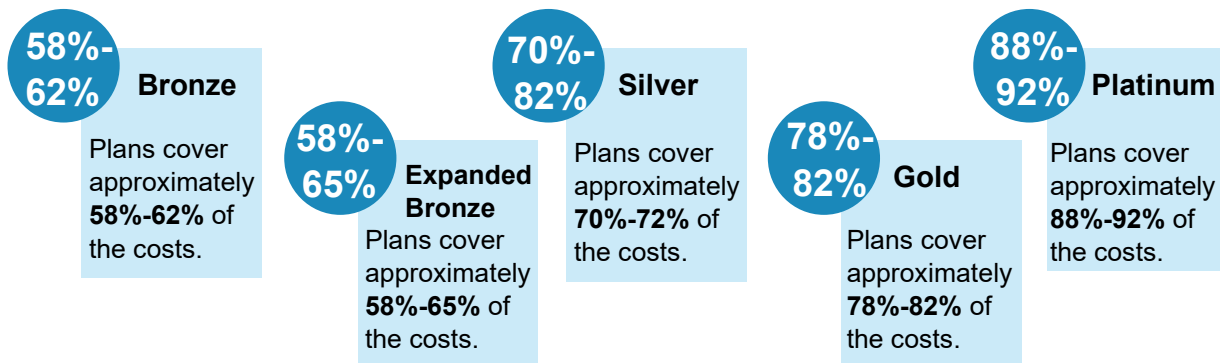 58%-
62%
Bronze
Plans cover
approximately
58%-62% of
the costs.
58%-
65%
Expanded
Bronze
Plans cover
approximately
58%-65% of
the costs.
70%-
82%
Silver
Plans cover
approximately
70%-72% of
the costs.
78%-
82%
Gold
Plans cover
approximately
78%-82% of
the costs.
88%-
92%
Platinum
Plans cover
approximately
88%-92% of
the costs.